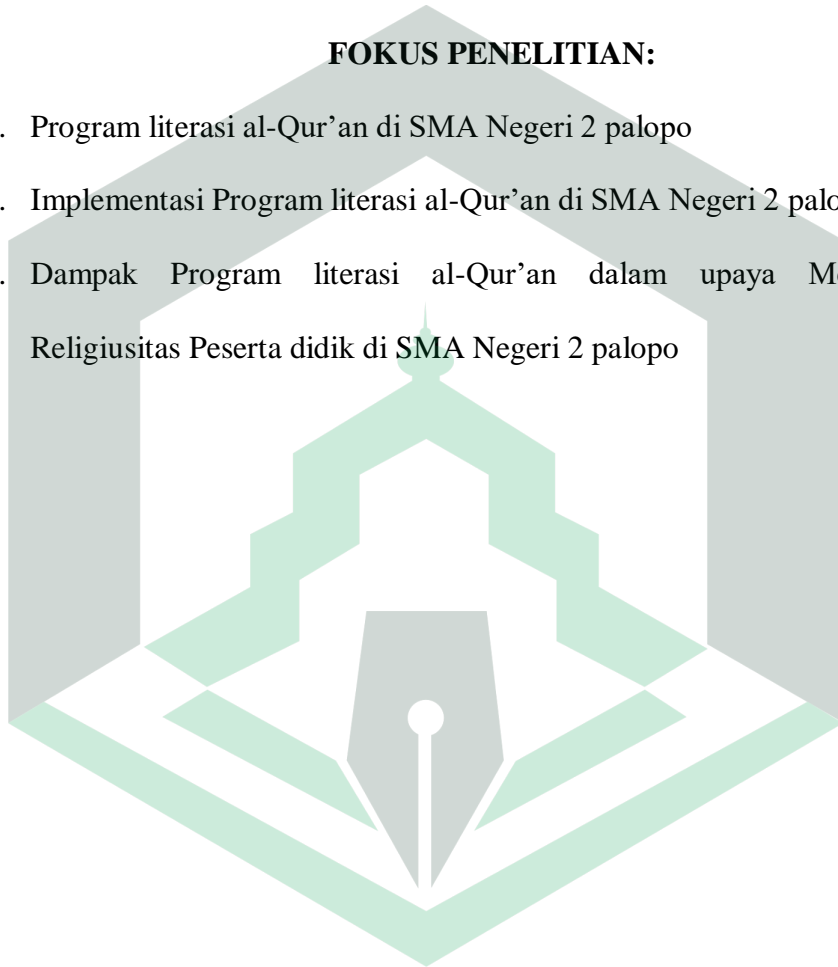 FOKUS PENELITIAN:
. Program literasi al-Qur’an di SMA Negeri 2 palopo
. Implementasi Program literasi al-Qur’an di SMA Negeri 2
. Dampak Program literasi al-Qur’an dalam upaya
Religiusitas Peserta didik di SMA Negeri 2 palopo